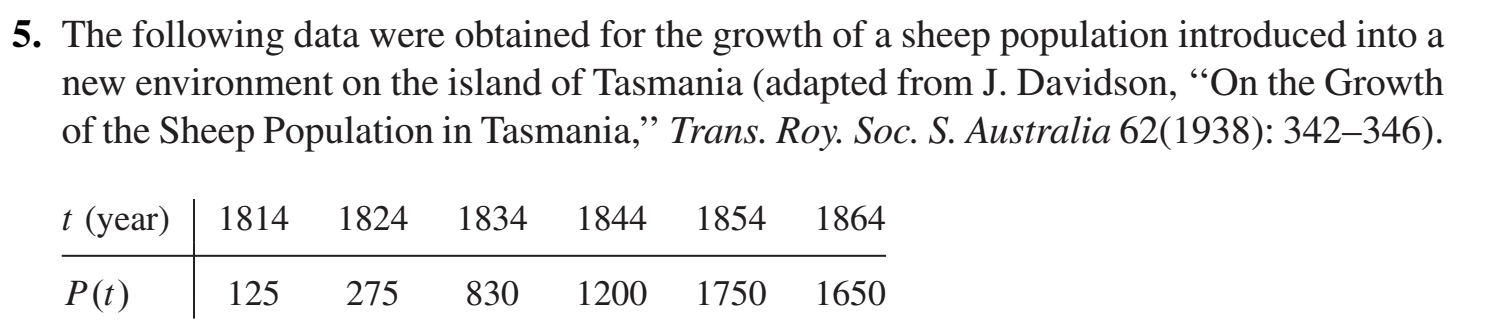 5. The following data were obtained for the growth of a sheep population introduced into a
new environment on the island of Tasmania (adapted from J. Davidson, ‘‘On the Growth
of the Sheep Population in Tasmania,’’ Trans. Roy. Soc. S. Australia 62(1938): 342–346).
t (year) 1814 1824 1834 1844 1854 1864
P(t) 125 275 830 1200 1750 1650